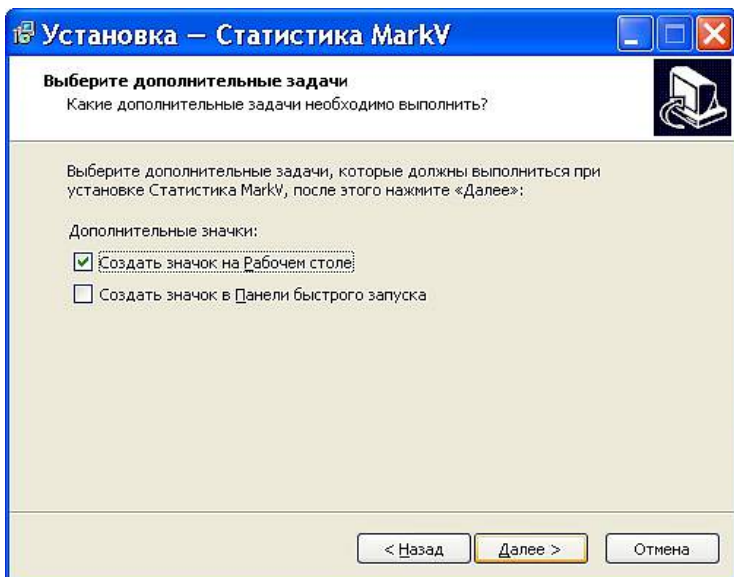 Установка — Статистика MarkV
Выберите дополнительные задачи
Какие дополнительные задачи необходимо выполнить?
Выберите дополнительные задачи, которые должны выполниться при
установке Статистика MarkV, после этого нажмите «Далее»:
Дополнительные значки:
Создать значок на Рабочем столе
Создать значок в Панели быстрого запуска
< Назад
Далее >
Отмена